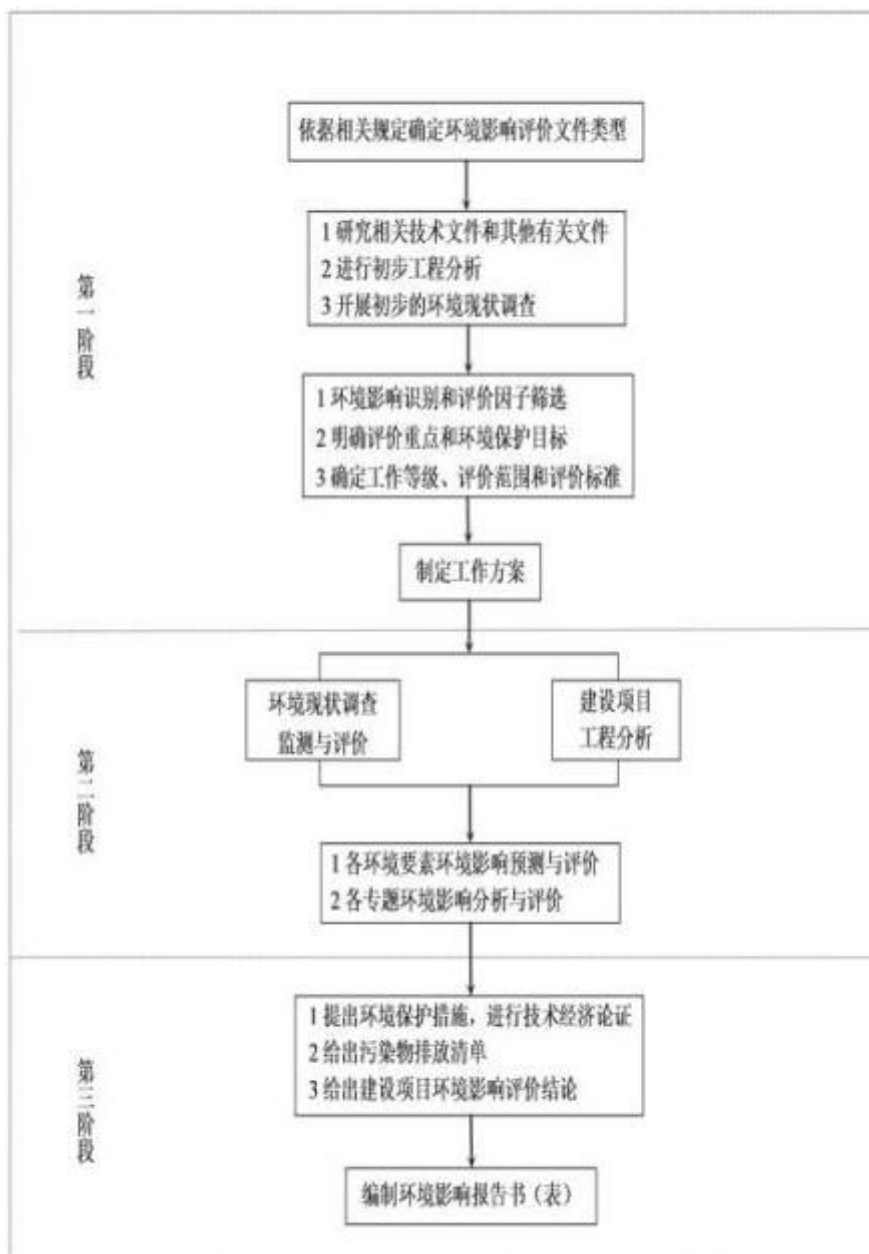 依据相关规定确定环境影响评价文件类型
1 研究相关技术文件和其他有关文件
2 进行初步工程分析
3 开展初步的环境现状调查
第一阶段
1 环境影响识别和评价因子筛选
2 明确评价重点和环境保护目标
3 确定工作等级、评价范围和评价标准
制定工作方案
环境现状调查
监测与评价
建设项目
工程分析
第二阶段
1 各环境要素环境影响预测与评价
2 各专题环境影响分析与评价
1 提出环境保护措施，进行技术经济论证
2 给出污染物排放清单
3 给出建设项目环境影响评价结论
第三阶段
编制环境影响报告书（表）